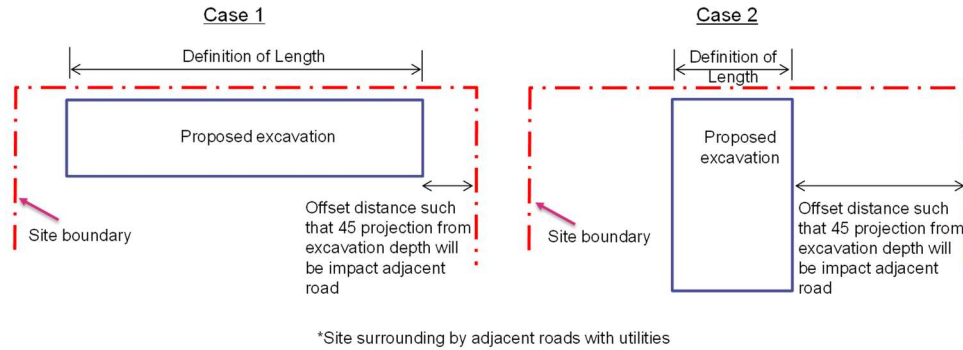 Case 1
Definition of Length
Proposed excavation
Site boundary
Offset distance such
that 45 projection from
excavation depth will
be impact adjacent
road
Case 2
Definition of
Length
Proposed
excavation
Site boundary
Offset distance such
that 45 projection from
excavation depth will
be impact adjacent
road
*Site surrounding by adjacent roads with utilities